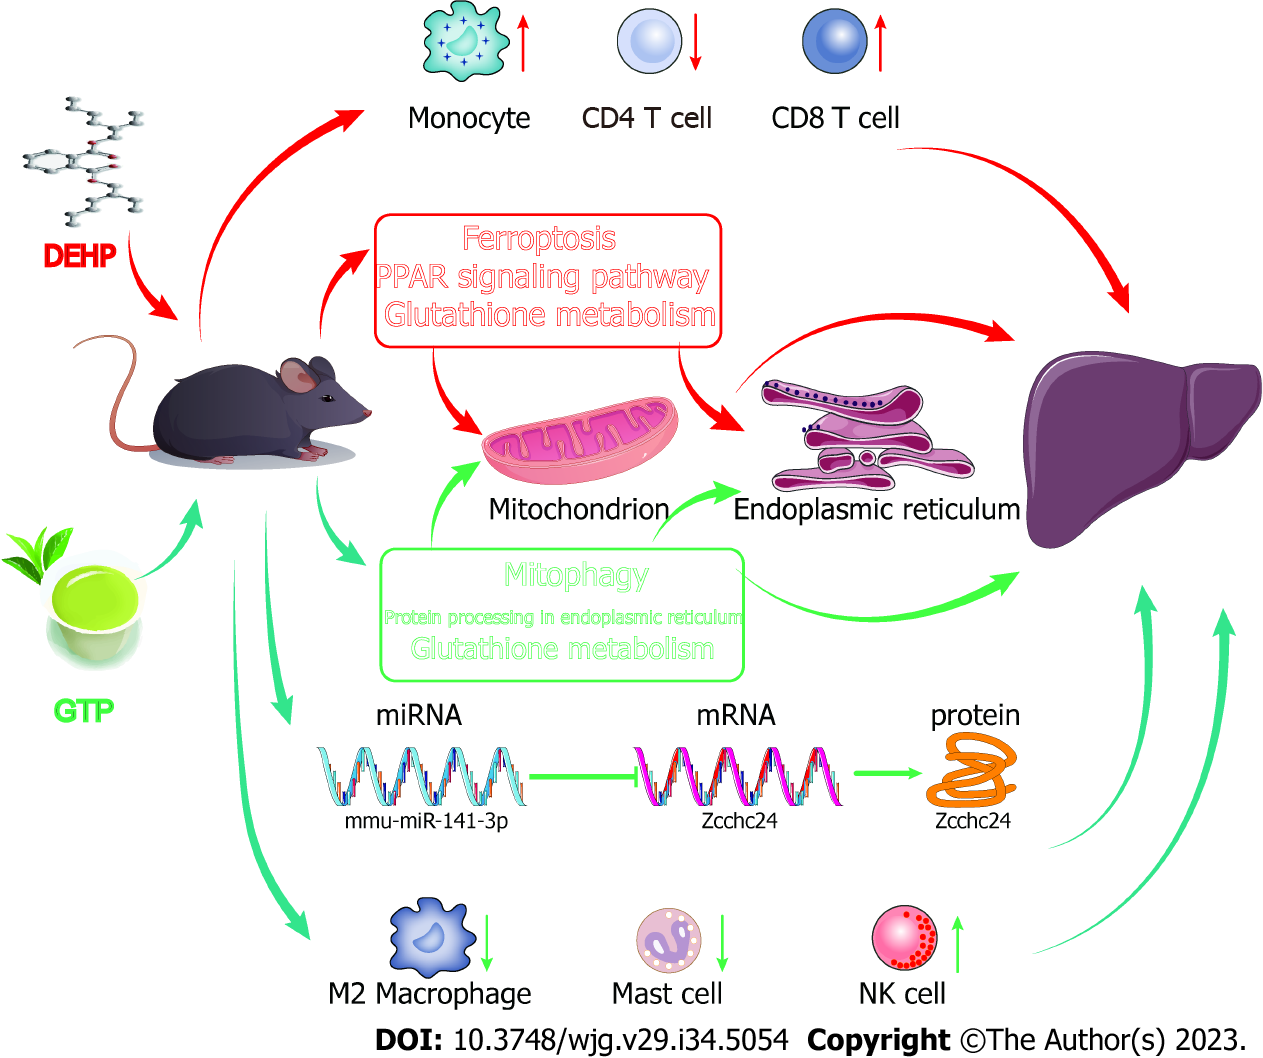 Monocyte
CD4 T cell
CD8 T cell
DEHP
Ferroptosis
PPAR signaling pathway
Glutathione metabolism
Mitochondrion
Endoplasmic reticulum
Mitophagy
Protein processing in endoplasmic reticulum
Glutathione metabolism
GTP
miRNA
mRNA
protein
mmu-miR-141-3p
Zcchc24
Zcchc24
M2 Macrophage
Mast cell
NK cell
DOI: 10.3748/wjg.v29.i34.5054 Copyright ©The Author(s) 2023.